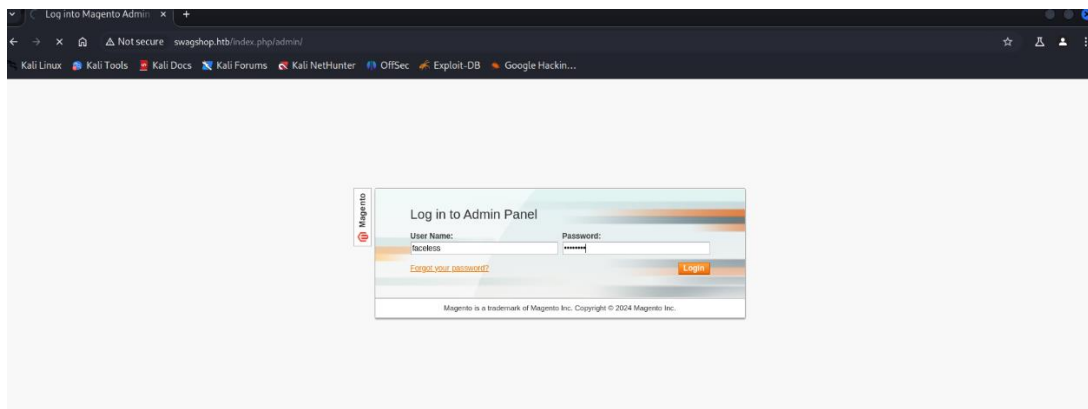 Log into Magento Admin
Not secure swagshop.htb/index.php/admin/
Kali Linux Kali Tools Kali Docs Kali Forums Kali NetHunter OffSec Exploit-DB Google Hackin...
Magento
Log in to Admin Panel
User Name: Password:
faceless ••••••••
Forgot your password? Login
Magento is a trademark of Magento Inc. Copyright © 2024 Magento Inc.